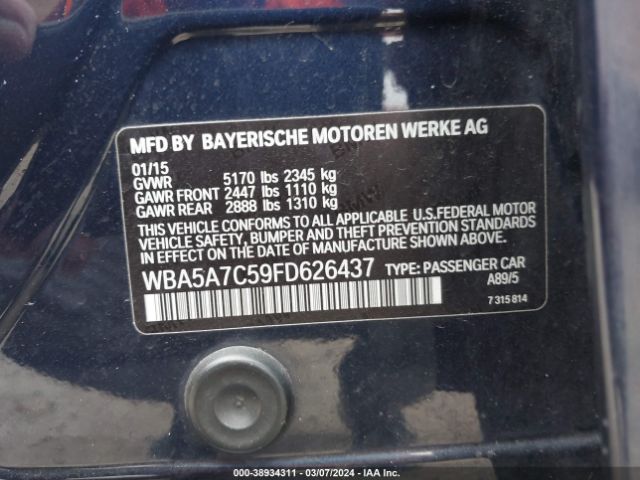 MFD BY BAYERISCHE MOTOREN WERKE AG
01/15
GVWR 5170 lbs 2345 kg
GAWR FRONT 2447 lbs 1110 kg
GAWR REAR 2888 lbs 1310 kg
THIS VEHICLE CONFORMS TO ALL APPLICABLE U.S.FEDERAL MOTOR
VEHICLE SAFETY, BUMPER AND THEFT PREVENTION STANDARDS
IN EFFECT ON THE DATE OF MANUFACTURE SHOWN ABOVE.
WBA5A7C59FD626437 TYPE: PASSENGER CAR
A89/5
7 315 814
000-38934311 — 03/07/2024 — IAA Inc.